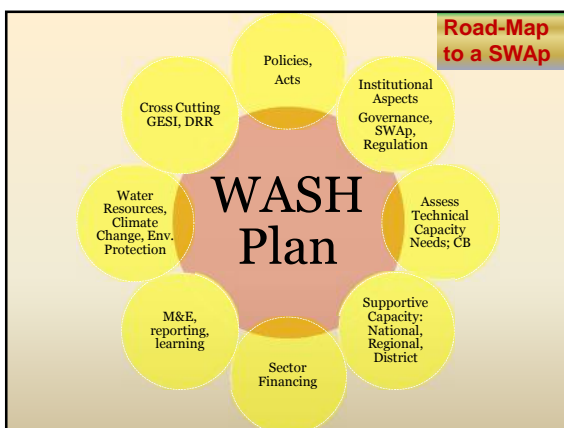 Road-Map
to a SWAp
Policies,
Acts
Institutional
Aspects
Governance,
SWAp,
Regulation
Assess
Technical
Capacity
Needs; CB
Supportive
Capacity:
National,
Regional,
District
Sector
Financing
M&E,
reporting,
learning
Water
Resources,
Climate
Change, Env.
Protection
Cross Cutting
GESI, DRR
WASH
Plan